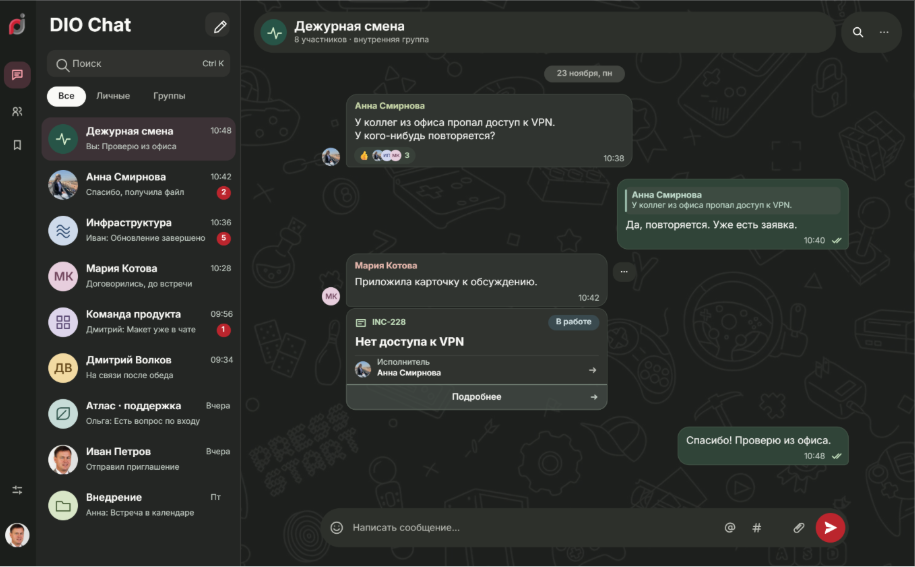 DIO Chat
Поиск
Ctrl K
Все
Личные
Группы
Дежурная смена
10:48
Вы: Проверю из офиса
Анна Смирнова
10:42
Спасибо, получила файл
2
Инфраструктура
10:36
Иван: Обновление завершено
5
МК
Мария Котова
10:28
Договорились, до встречи
Команда продукта
09:56
Дмитрий: Макет уже в чате
1
ДВ
Дмитрий Волков
09:34
На связи после обеда
Атлас · поддержка
Вчера
Ольга: Есть вопрос по входу
Иван Петров
Вчера
Отправил приглашение
Внедрение
Пт
Анна: Встреча в календаре
Дежурная смена
8 участников · внутренняя группа
23 ноября, пн
Анна Смирнова
У коллег из офиса пропал доступ к VPN.
У кого-нибудь повторяется?
МК
3
10:38
Анна Смирнова
У коллег из офиса пропал доступ к VPN.
Да, повторяется. Уже есть заявка.
10:40
Мария Котова
Приложила карточку к обсуждению.
МК
10:42
INC-228
В работе
Нет доступа к VPN
Исполнитель
Анна Смирнова
Подробнее
PRESS
START
Спасибо! Проверю из офиса.
10:48
Написать сообщение...
@
#